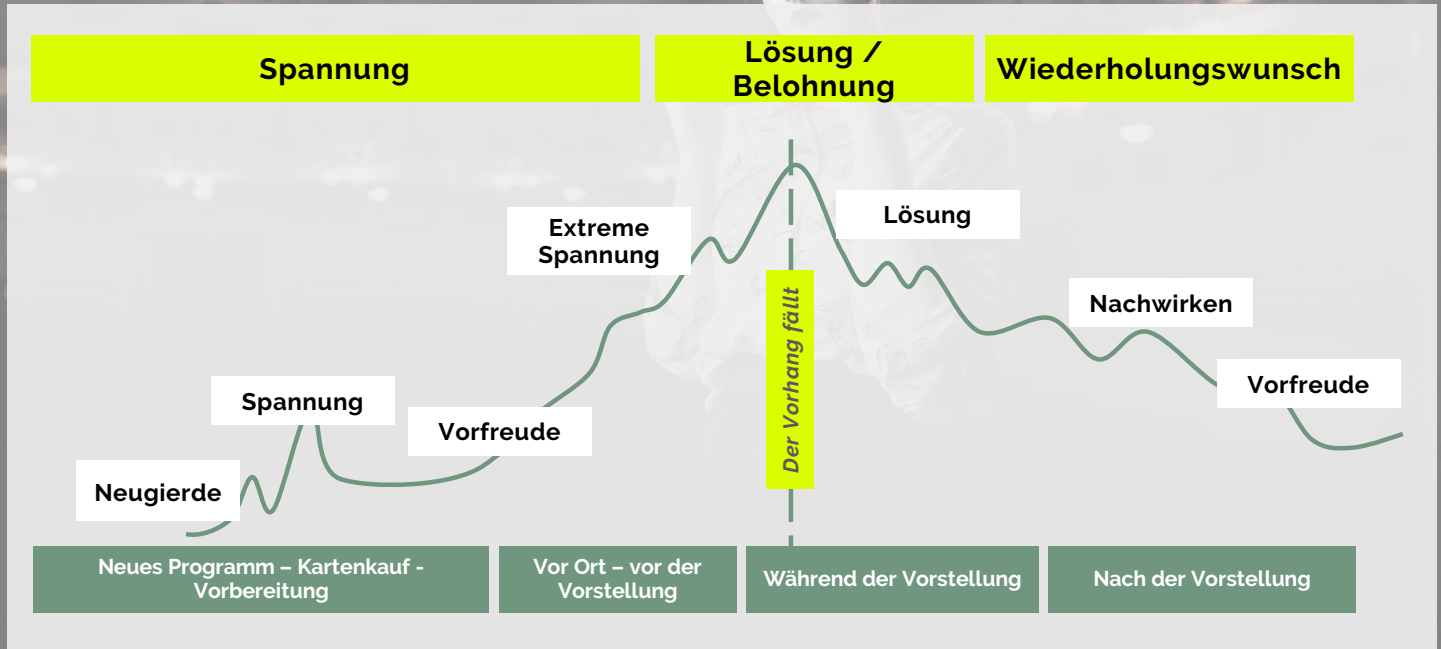 Spannung
Lösung /
Belohnung
Wiederholungswunsch
Extreme
Spannung
Lösung
Nachwirken
Spannung
Vorfreude
Vorfreude
Neugierde
Der Vorhang fällt
Neues Programm – Kartenkauf -
Vorbereitung
Vor Ort – vor der
Vorstellung
Während der Vorstellung
Nach der Vorstellung